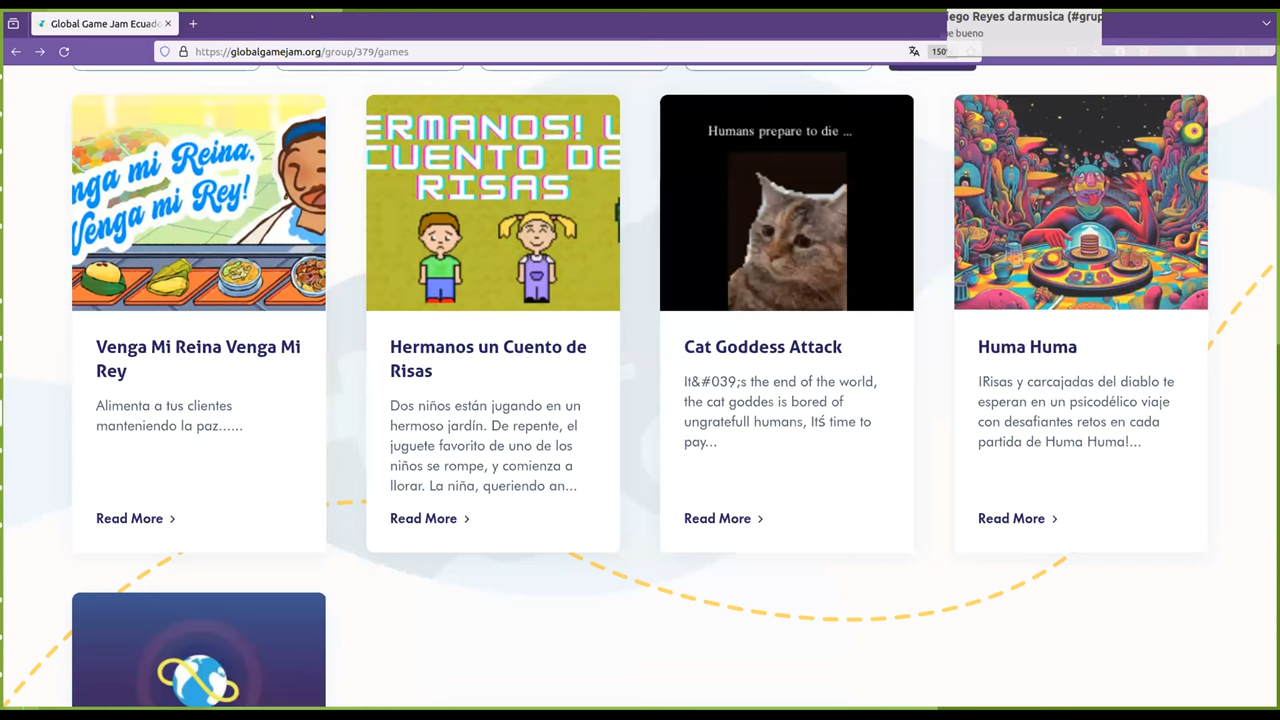 Global Game Jam Ecuado
iego Reyes darmusica (#grup
e bueno
https://globalgamejam.org/group/379/games
150
nga mi Reina,
Venga mi Rey!
ERMANOS! U
CUENTO DE
RISAS
Humans prepare to die ...
Venga Mi Reina Venga Mi
Rey
Alimenta a tus clientes
manteniendo la paz......
Read More
Hermanos un Cuento de
Risas
Dos niños están jugando en un
hermoso jardín. De repente, el
juguete favorito de uno de los
niños se rompe, y comienza a
llorar. La niña, queriendo an...
Read More
Cat Goddess Attack
It&#039;s the end of the world,
the cat goddes is bored of
ungratefull humans, Itś time to
pay...
Read More
Huma Huma
!Risas y carcajadas del diablo te
esperan en un psicodélico viaje
con desafiantes retos en cada
partida de Huma Huma!...
Read More